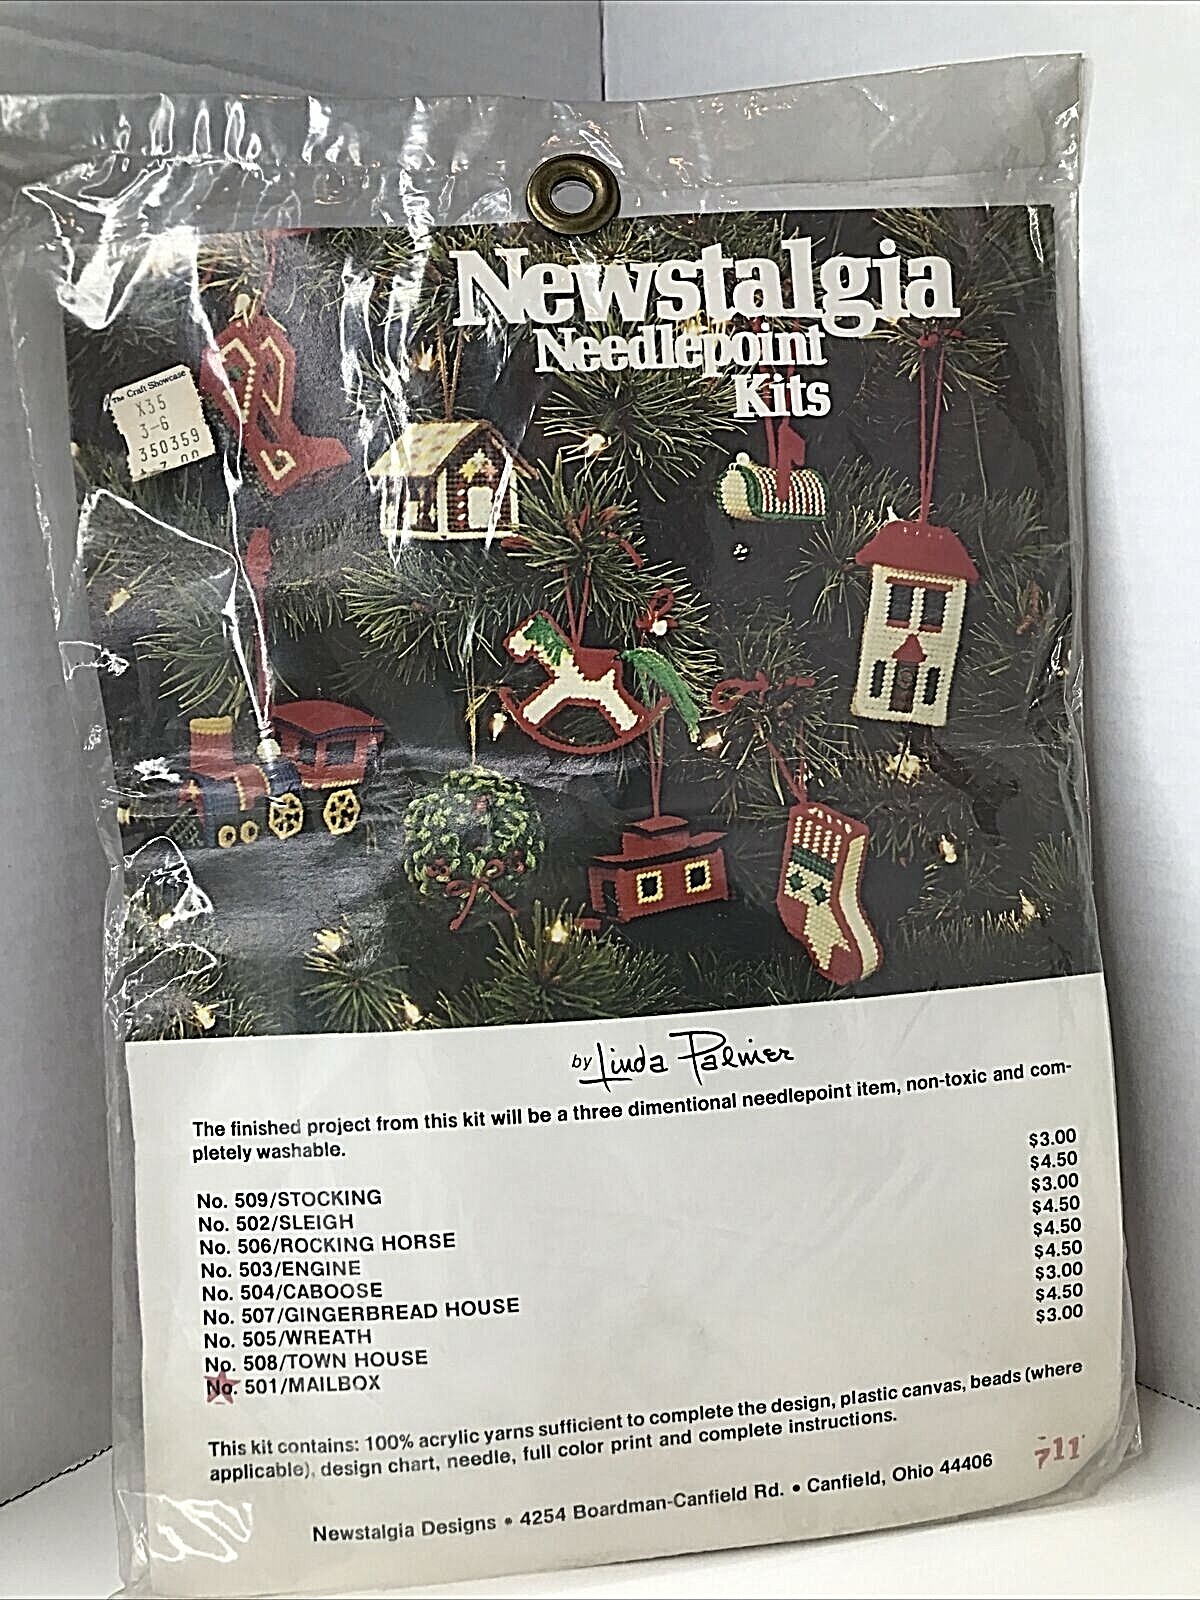 Newstalgia
Needlepoint
Kits
The Craft Showcase
X35
3-6
350359
by Linda Palmer
The finished project from this kit will be a three dimentional needlepoint item, non-toxic and com-
pletely washable.
No. 509/STOCKING $3.00
No. 502/SLEIGH $4.50
No. 506/ROCKING HORSE $3.00
No. 503/ENGINE $4.50
No. 504/CABOOSE $4.50
No. 507/GINGERBREAD HOUSE $4.50
No. 505/WREATH $3.00
No. 508/TOWN HOUSE $4.50
No. 501/MAILBOX $3.00
This kit contains: 100% acrylic yarns sufficient to complete the design, plastic canvas, beads (where
applicable), design chart, needle, full color print and complete instructions.
Newstalgia Designs • 4254 Boardman-Canfield Rd. • Canfield, Ohio 44406
711